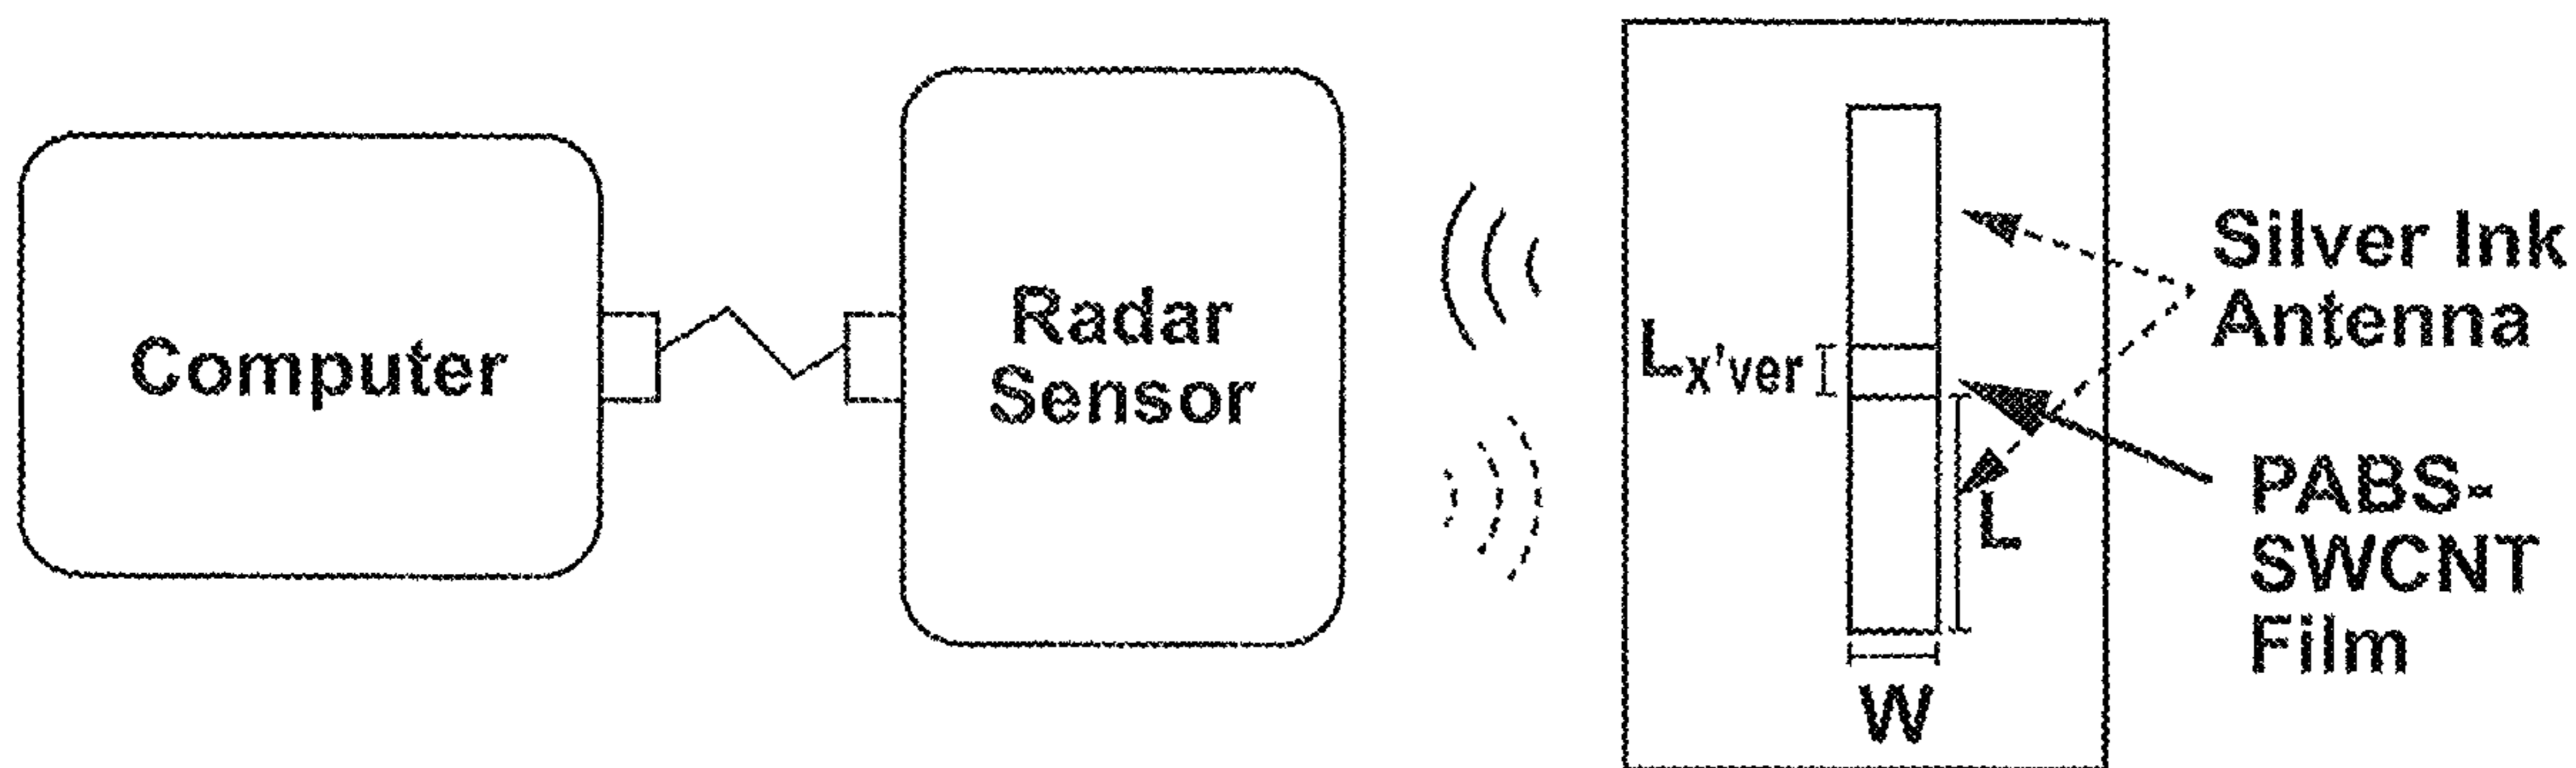 Computer
Radar
Sensor
Lx'ver
L
W
Silver Ink
Antenna
PABS-
SWCNT
Film